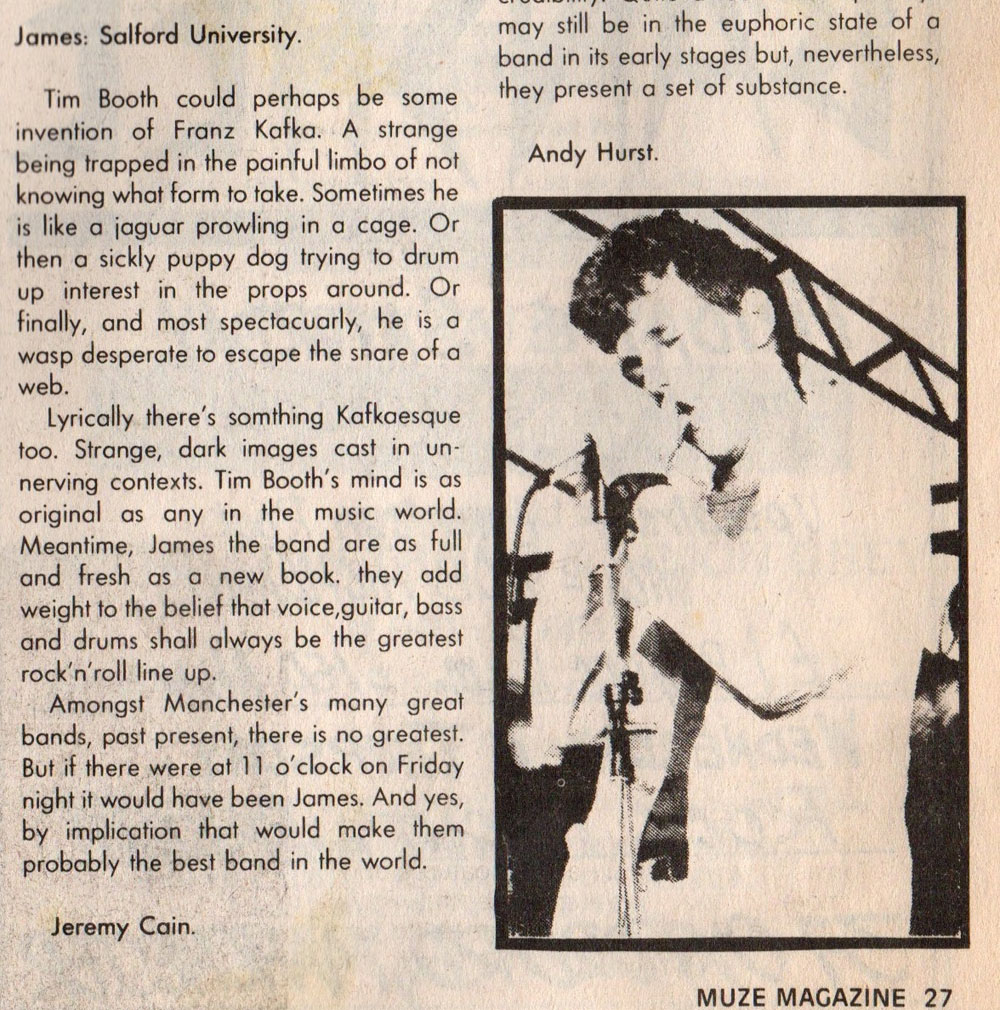 James: Salford University.
Tim Booth could perhaps be some
invention of Franz Kafka. A strange
being trapped in the painful limbo of not
knowing what form to take. Sometimes he
is like a jaguar prowling in a cage. Or
then a sickly puppy dog trying to drum
up interest in the props around. Or
finally, and most spectacuarly, he is a
wasp desperate to escape the snare of a
web.
Lyrically there's somthing Kafkaesque
too. Strange, dark images cast in un-
nerving contexts. Tim Booth's mind is as
original as any in the music world.
Meantime, James the band are as full
and fresh as a new book. they add
weight to the belief that voice,guitar, bass
and drums shall always be the greatest
rock'n'roll line up.
Amongst Manchester's many great
bands, past present, there is no greatest.
But if there were at 11 o'clock on Friday
night it would have been James. And yes,
by implication that would make them
probably the best band in the world.
Jeremy Cain.
may still be in the euphoric state of a
band in its early stages but, nevertheless,
they present a set of substance.
Andy Hurst.
MUZE MAGAZINE 27